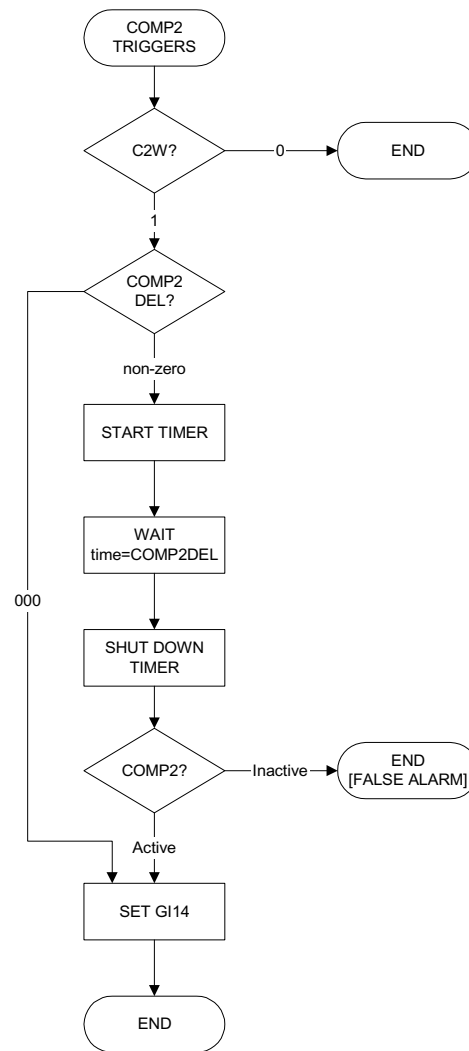 COMP2
TRIGGERS
C2W?
0
END
1
COMP2
DEL?
non-zero
START TIMER
WAIT
time=COMP2DEL
000
SHUT DOWN
TIMER
COMP2?
Inactive
END
[FALSE ALARM]
Active
SET GI14
END